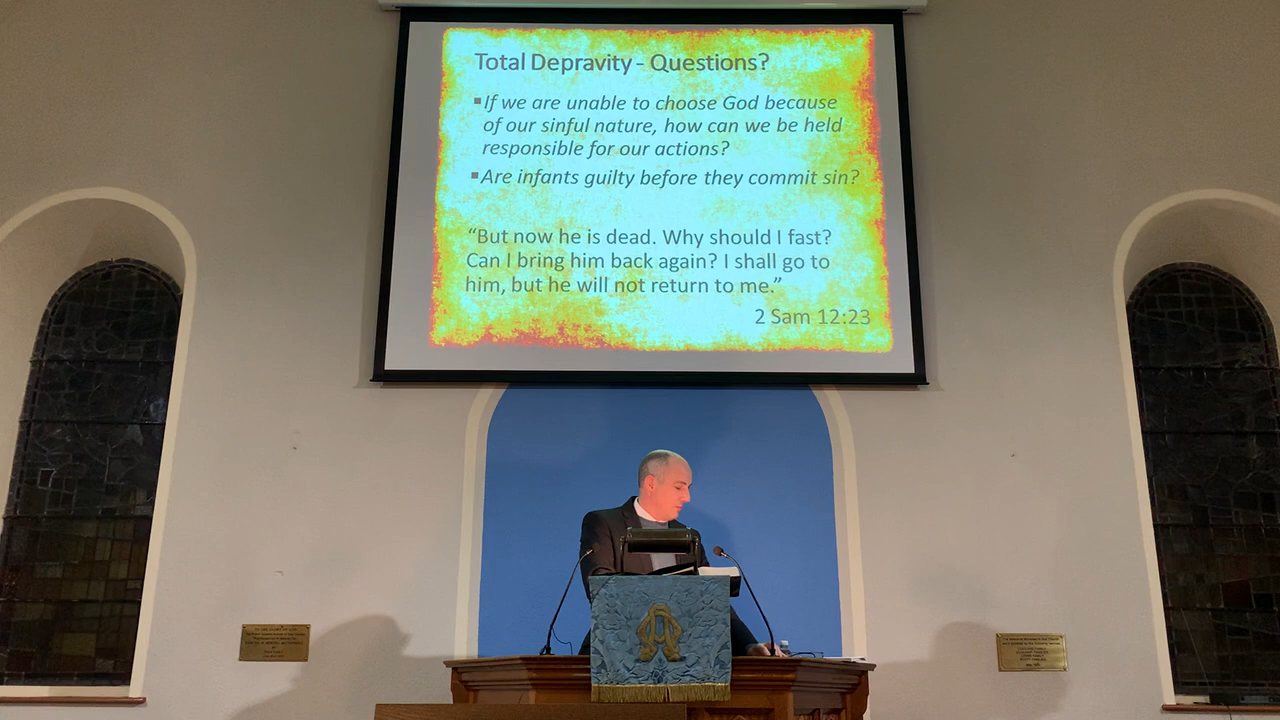 Total Depravity - Questions?
▪If we are unable to choose God because
of our sinful nature, how can we be held
responsible for our actions?
▪Are infants guilty before they commit sin?
“But now he is dead. Why should I fast?
Can I bring him back again? I shall go to
him, but he will not return to me.”
2 Sam 12:23